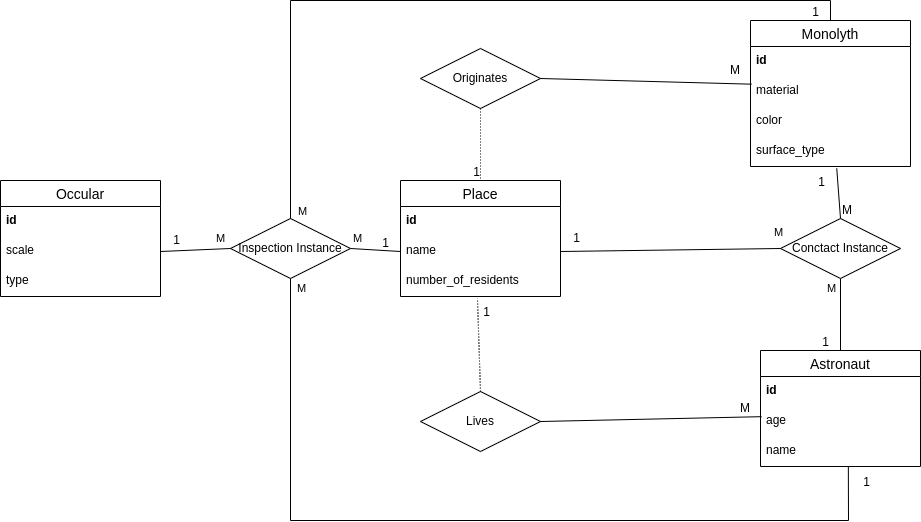 1
Monolyth
id
material
color
surface_type
Originates
M
1
1
M
Occular
id
scale
type
M
1
M
Inspection Instance
M
1
M
Place
id
name
number_of_residents
1
M
Conctact Instance
M
1
1
Lives
M
Astronaut
id
age
name
1